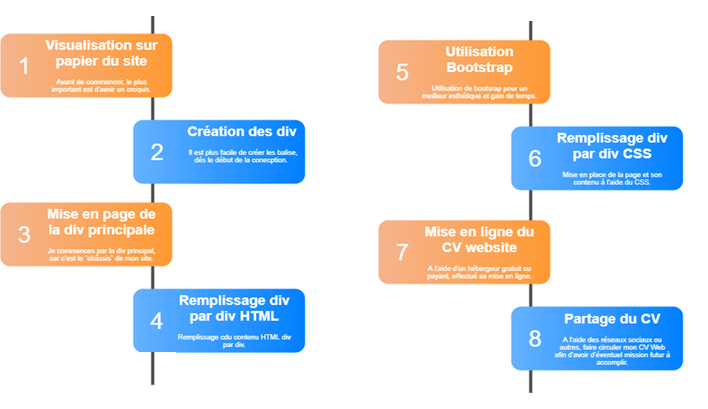 1
Visualisation sur
papier du site
Avant de commencer, le plus
important est d'avoir un croquis.
2
Création des div
Il est plus facile de créer les balise,
dès le début de la conecption.
3
Mise en page de
la div principale
Je commences par la div principal,
car c'est le "châssis" de mon site.
4
Remplissage div
par div HTML
Remplissage cdu contenu HTML div
par div.
5
Utilisation
Bootstrap
Utilisation de bootsrap pour un
meilleur esthétique et gain de temps.
6
Remplissage div
par div CSS
Mise en place de la page et son
contenu à l'aide du CSS.
7
Mise en ligne du
CV website
A l'aide d'un hébergeur gratuit ou
payant, effectué sa mise en ligne.
8
Partage du CV
A l'aide des réseaux sociaux ou
autres, faire circuler mon CV Web
afin d'avoir d'éventuel mission futur à
accomplir.